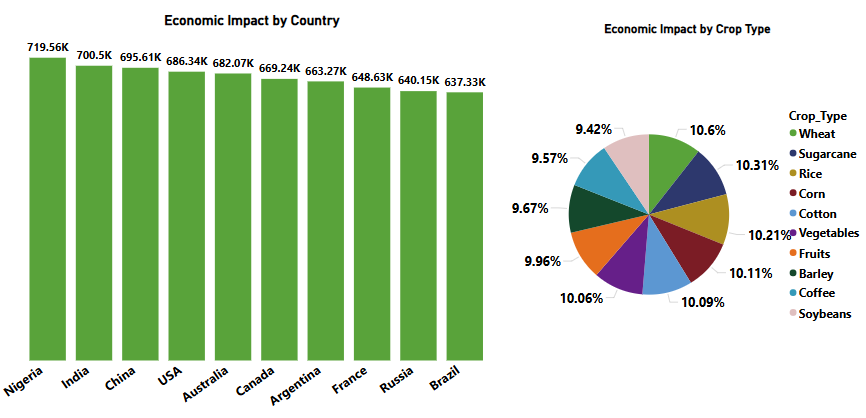 Economic Impact by Country
719.56K
700.5K
695.61K
686.34K
682.07K
669.24K
663.27K
648.63K
640.15K
637.33K
Nigeria
India
China
USA
Australia
Canada
Argentina
France
Russia
Brazil
Economic Impact by Crop Type
10.6%
10.31%
10.21%
10.11%
10.09%
10.06%
9.96%
9.67%
9.57%
9.42%
Crop_Type
Wheat
Sugarcane
Rice
Corn
Cotton
Vegetables
Fruits
Barley
Coffee
Soybeans